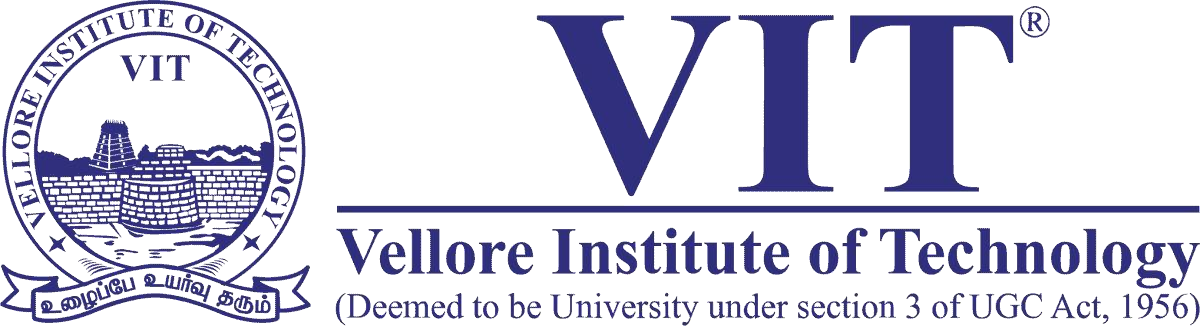 VELLORE INSTITUTE OF TECHNOLOGY
VIT
உழைப்பே உயர்வு தரும்
VIT®
Vellore Institute of Technology
(Deemed to be University under section 3 of UGC Act, 1956)